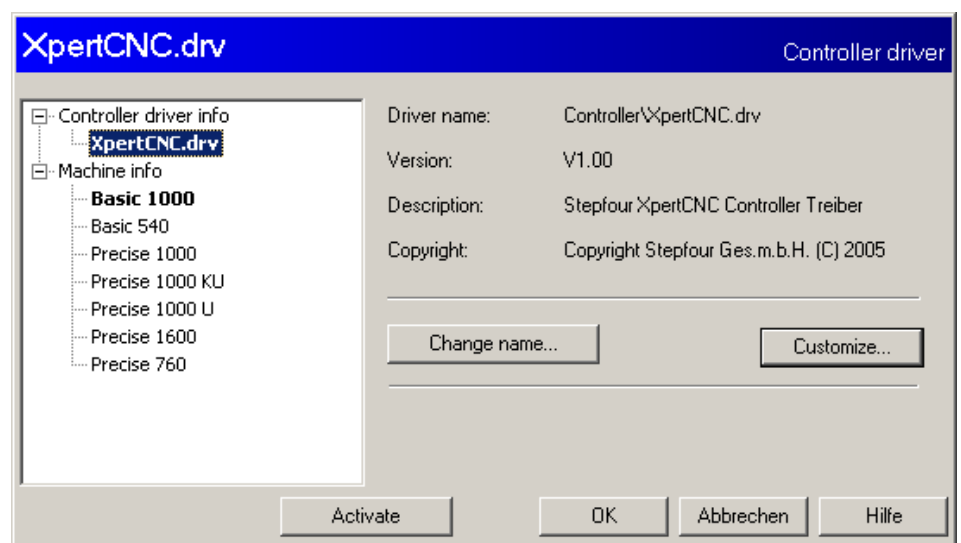 XpertCNC.drv
Controller driver
Controller driver info
XpertCNC.drv
Machine info
Basic 1000
Basic 540
Precise 1000
Precise 1000 KU
Precise 1000 U
Precise 1600
Precise 760
Driver name: Controller\XpertCNC.drv
Version: V1.00
Description: Stepfour XpertCNC Controller Treiber
Copyright: Copyright Stepfour Ges.m.b.H. (C) 2005
Change name... Customize...
Activate OK Abbrechen Hilfe